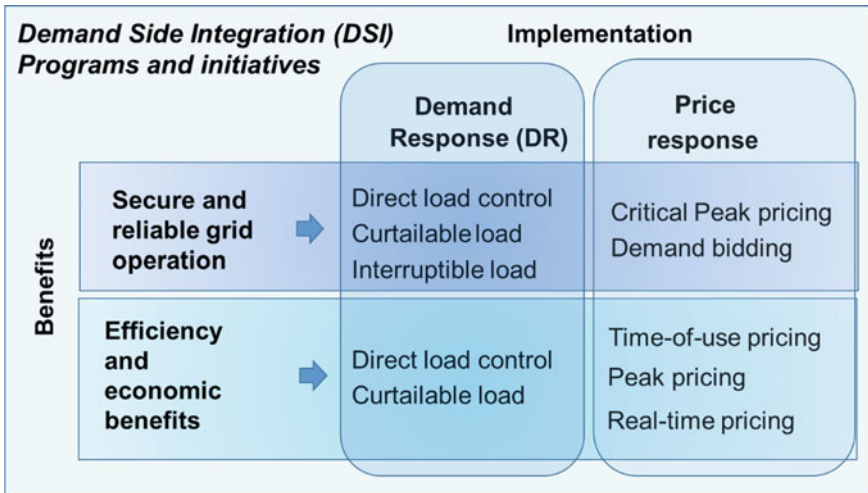 Demand Side Integration (DSI)
Programs and initiatives
Implementation
Demand
Response (DR)
Price
response
Benefits
Secure and
reliable grid
operation
Direct load control
Curtailable load
Interruptible load
Critical Peak pricing
Demand bidding
Efficiency
and
economic
benefits
Direct load control
Curtailable load
Time-of-use pricing
Peak pricing
Real-time pricing